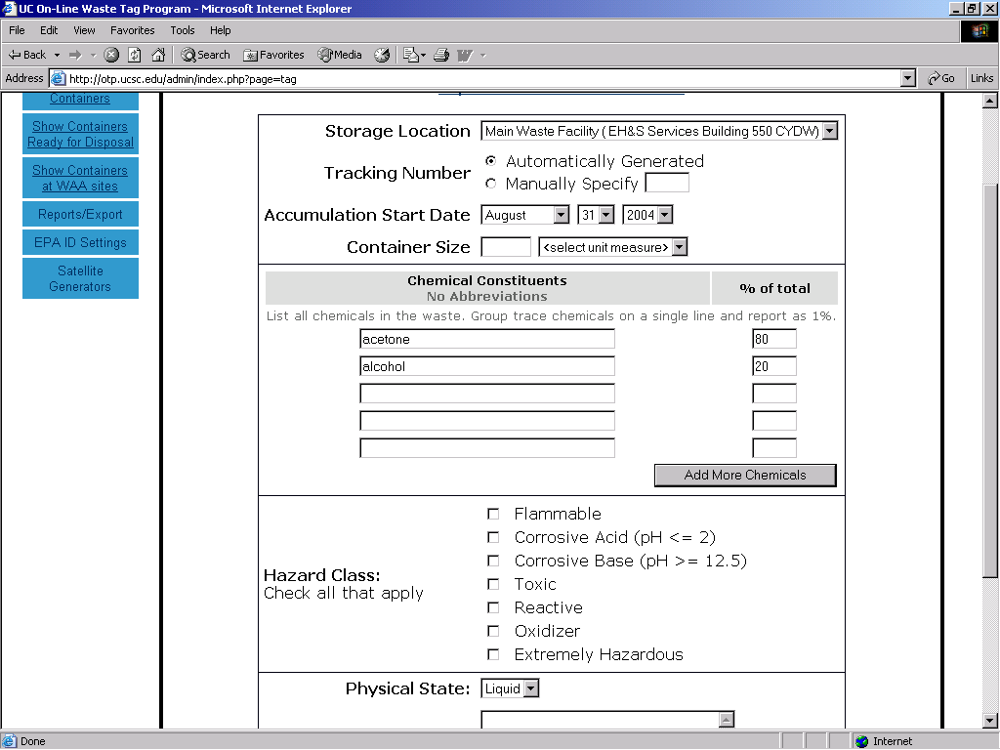 UC On-Line Waste Tag Program - Microsoft Internet Explorer
File Edit View Favorites Tools Help
Back Search Favorites Media
Address http://otp.ucsc.edu/admin/index.php?page=tag Go Links
Containers
Show Containers
Ready for Disposal
Show Containers
at WAA sites
Reports/Export
EPA ID Settings
Satellite
Generators
Storage Location Main Waste Facility ( EH&S Services Building 550 CYDW)
Tracking Number
Automatically Generated
Manually Specify
Accumulation Start Date August 31 2004
Container Size <select unit measure>
Chemical Constituents
No Abbreviations
% of total
List all chemicals in the waste. Group trace chemicals on a single line and report as 1%.
acetone 80
alcohol 20
Add More Chemicals
Hazard Class:
Check all that apply
Flammable
Corrosive Acid (pH <= 2)
Corrosive Base (pH >= 12.5)
Toxic
Reactive
Oxidizer
Extremely Hazardous
Physical State: Liquid
Done Internet